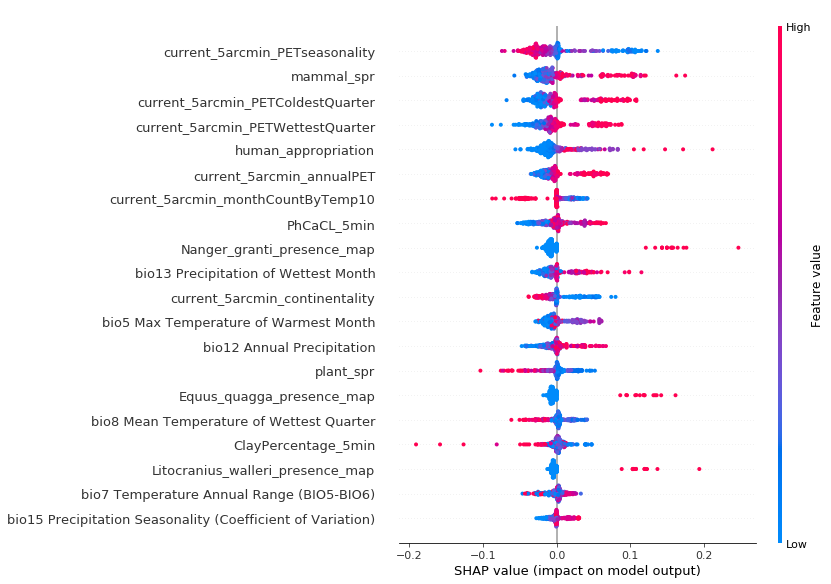 High
current_5arcmin_PETseasonality
mammal_spr
current_5arcmin_PETColdestQuarter
current_5arcmin_PETWettestQuarter
human_appropriation
current_5arcmin_annualPET
current_5arcmin_monthCountByTemp10
PhCaCL_5min
Nanger_granti_presence_map
bio13 Precipitation of Wettest Month
current_5arcmin_continentality
bio5 Max Temperature of Warmest Month
bio12 Annual Precipitation
plant_spr
Equus_quagga_presence_map
bio8 Mean Temperature of Wettest Quarter
ClayPercentage_5min
Litocranius_walleri_presence_map
bio7 Temperature Annual Range (BIO5-BIO6)
bio15 Precipitation Seasonality (Coefficient of Variation)
Feature value
Low
−0.2 −0.1 0.0 0.1 0.2
SHAP value (impact on model output)